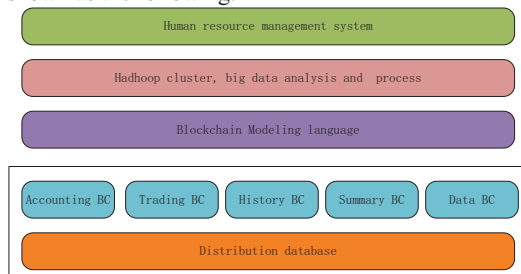 Human resource management system
Hadhoop cluster, big data analysis and process
Blockchain Modeling language
Accounting BC Trading BC History BC Summary BC Data BC
Distribution database